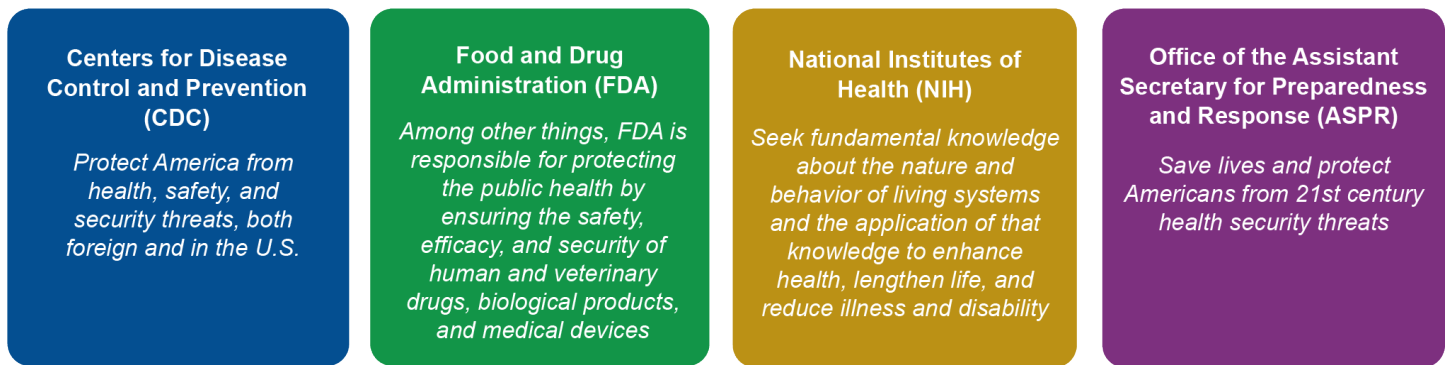 Centers for Disease
Control and Prevention
(CDC)
Protect America from
health, safety, and
security threats, both
foreign and in the U.S.
Food and Drug
Administration (FDA)
Among other things, FDA is
responsible for protecting
the public health by
ensuring the safety,
efficacy, and security of
human and veterinary
drugs, biological products,
and medical devices
National Institutes of
Health (NIH)
Seek fundamental knowledge
about the nature and
behavior of living systems
and the application of that
knowledge to enhance
health, lengthen life, and
reduce illness and disability
Office of the Assistant
Secretary for Preparedness
and Response (ASPR)
Save lives and protect
Americans from 21st century
health security threats